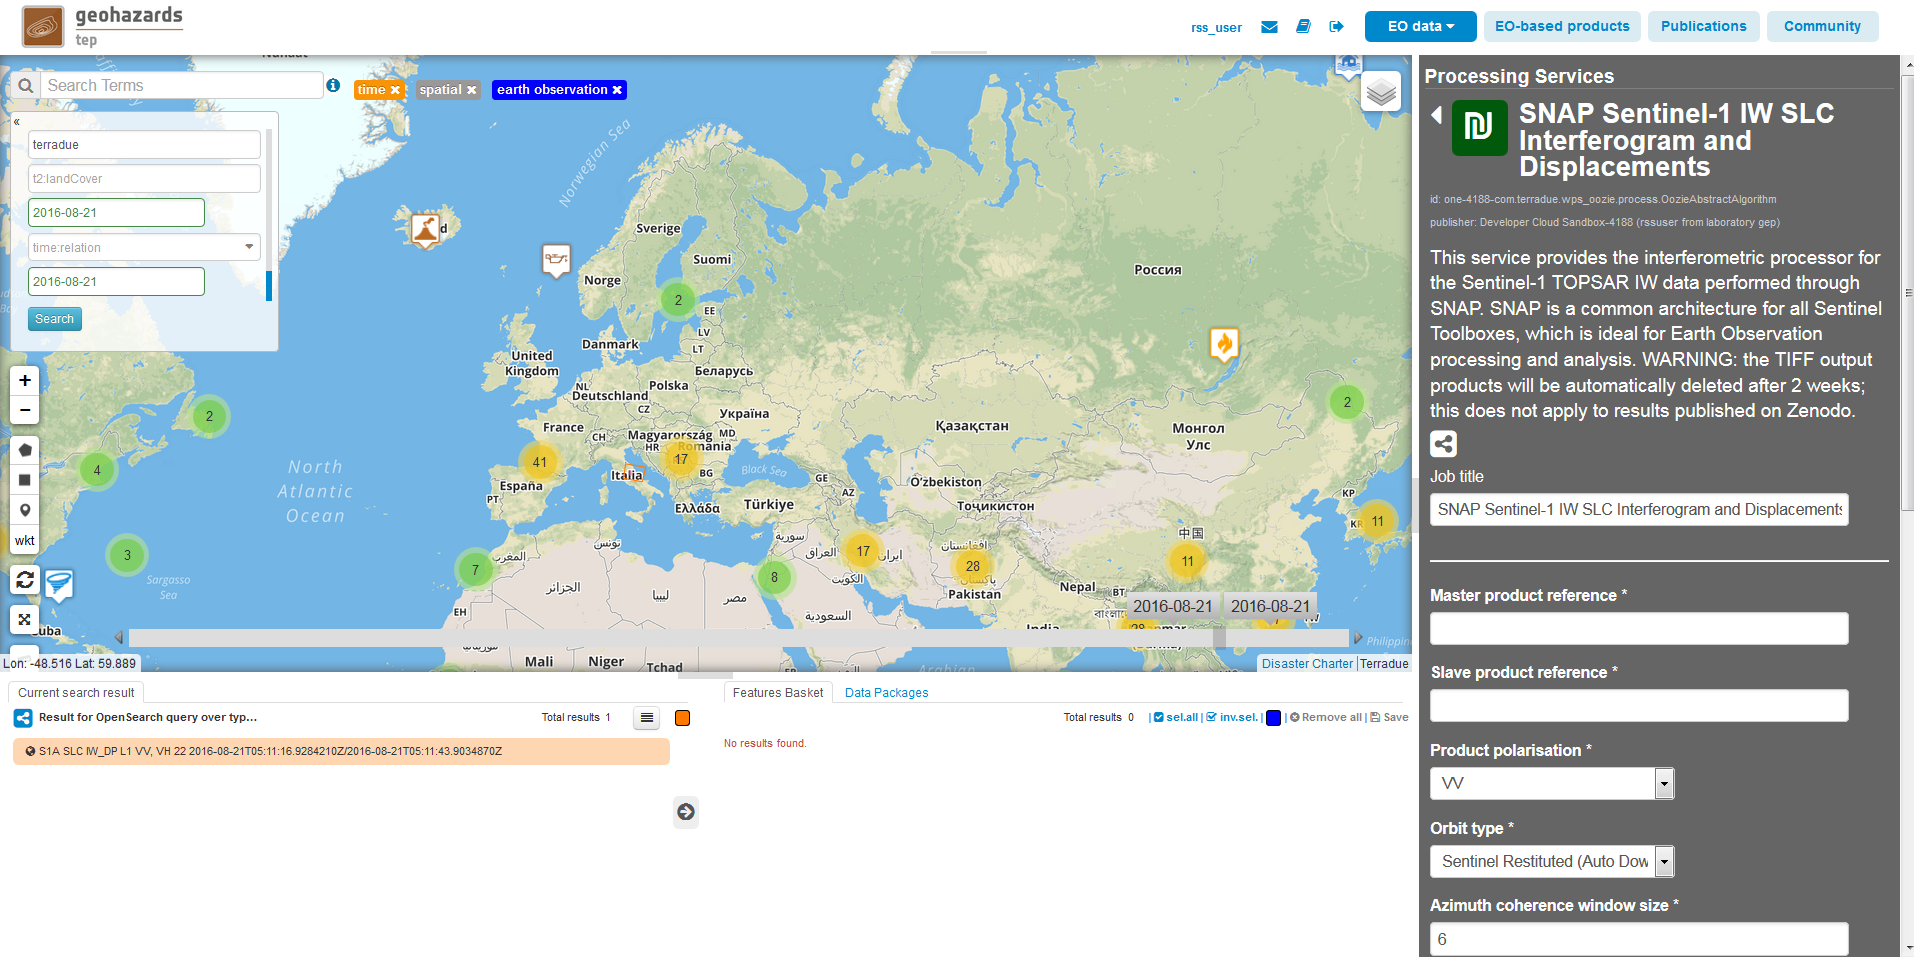 geohazards
tep
rss_user
EO data
EO-based products
Publications
Community
Search Terms
time
spatial
earth observation
«
terradue
t2:landCover
2016-08-21
time:relation
2016-08-21
Search
+
−
wkt
Norwegian Sea
Sverige
Suomi
Norge
Россия
2
EE
LV
LT
Danmark
United
Kingdom
Беларусь
NL
Polska
Deutschland
CZ
Україна
France
CH
Magyarország
MD
HR
Romania
17
41
Italia
BG
Black Sea
España
PT
GE
AZ
Türkiye
Ελλάδα
Қазақстан
Монгол
Улс
O'zbekiston
Тоҷикистон
KP
KR
11
中国
2
2
4
3
North
Atlantic
Ocean
Sargasso
Sea
7
المغرب
تونس
الجزائر
ليبيا
مصر
سورية
العراق
17
ایران
الكويت
8
السعودية
افغانستان
28
پاکستان
Pakistan
Nepal
BT
11
EH
Mali
Niger
Tchad
India
2016-08-21
2016-08-21
Lon: -48.516 Lat: 59.889
Disaster Charter | Terradue
Current search result
Result for OpenSearch query over typ...
Total results 1
S1A SLC IW_DP L1 VV, VH 22 2016-08-21T05:11:16.9284210Z/2016-08-21T05:11:43.9034870Z
Features Basket
Data Packages
Total results 0
| sel.all | inv.sel. | | Remove all | Save
No results found.
Processing Services
SNAP Sentinel-1 IW SLC
Interferogram and
Displacements
id: one-4188-com.terradue.wps_oozie.process.OozieAbstractAlgorithm
publisher: Developer Cloud Sandbox-4188 (rssuser from laboratory gep)
This service provides the interferometric processor for
the Sentinel-1 TOPSAR IW data performed through
SNAP. SNAP is a common architecture for all Sentinel
Toolboxes, which is ideal for Earth Observation
processing and analysis. WARNING: the TIFF output
products will be automatically deleted after 2 weeks;
this does not apply to results published on Zenodo.
Job title
SNAP Sentinel-1 IW SLC Interferogram and Displacements
Master product reference *
Slave product reference *
Product polarisation *
VV
Orbit type *
Sentinel Restituted (Auto Dow
Azimuth coherence window size *
6